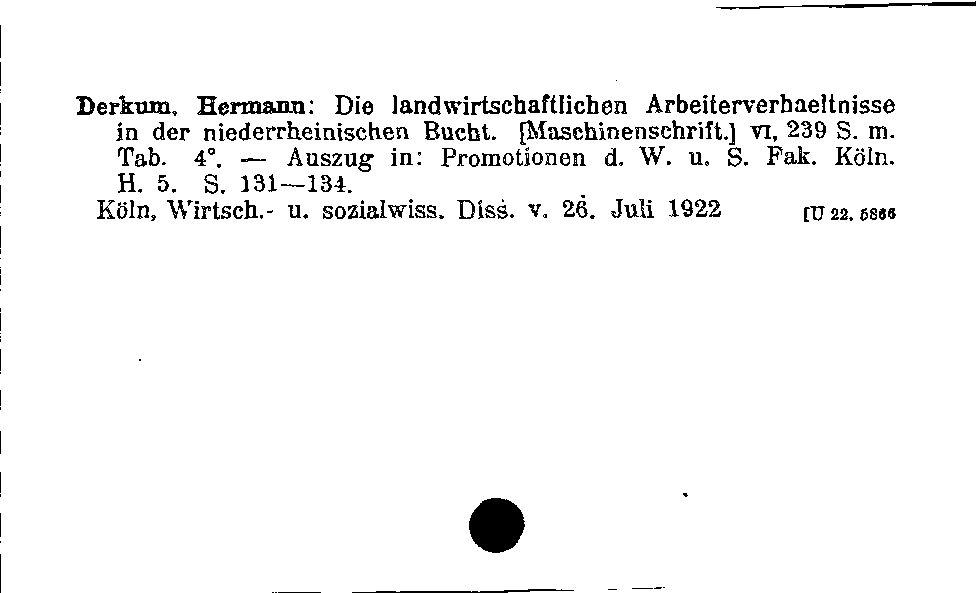 Derkum, Hermann: Die landwirtschaftlichen Arbeiterverhaeltnisse
in der niederrheinischen Bucht. [Maschinenschrift.] VI, 239 S. m.
Tab. 4°. — Auszug in: Promotionen d. W. u. S. Fak. Köln.
H. 5. S. 131—134.
Köln, Wirtsch.- u. sozialwiss. Diss. v. 26. Juli 1922 [U 22. 5866